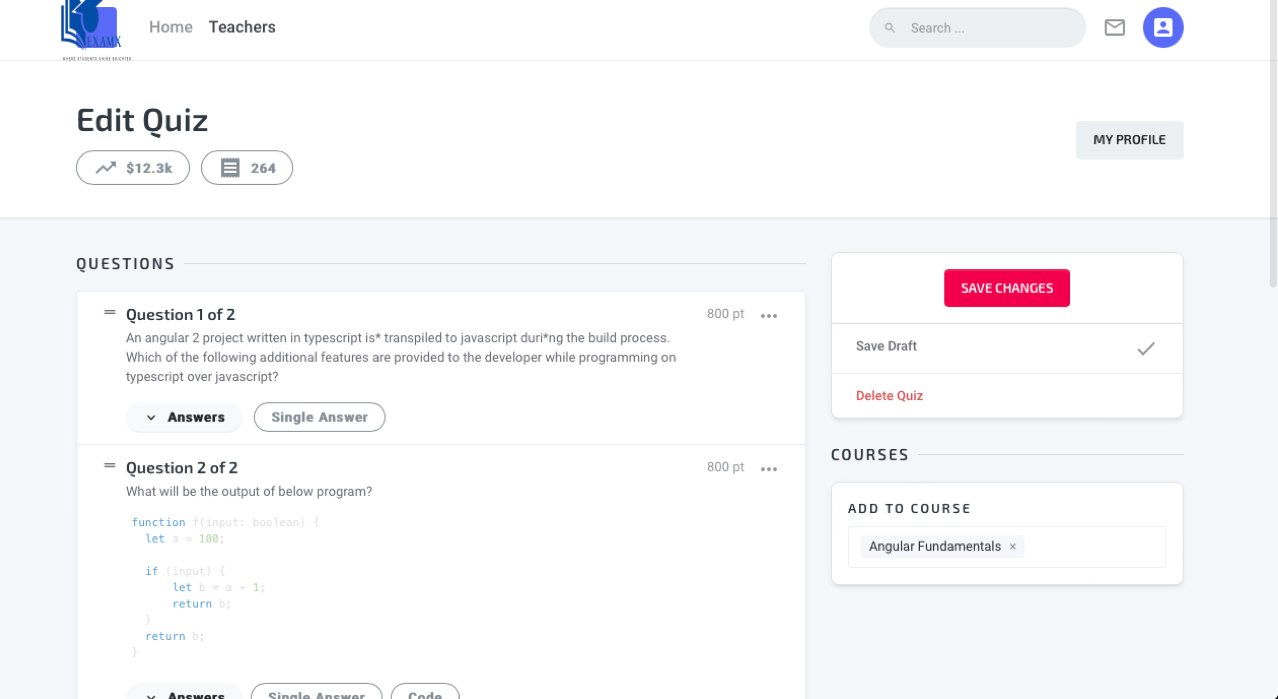 EXAMX
WHERE STUDENTS SHINE BRIGHTER
Home Teachers
Search ...
Edit Quiz
$12.3k 264
MY PROFILE
QUESTIONS
Question 1 of 2 800 pt
An angular 2 project written in typescript is* transpiled to javascript duri*ng the build process.
Which of the following additional features are provided to the developer while programming on
typescript over javascript?
Answers Single Answer
Question 2 of 2 800 pt
What will be the output of below program?
function f(input: boolean) {
let a = 100;
if (input) {
let b = a + 1;
return b;
}
return b;
}
Answers Single Answer Code
SAVE CHANGES
Save Draft
Delete Quiz
COURSES
ADD TO COURSE
Angular Fundamentals ×